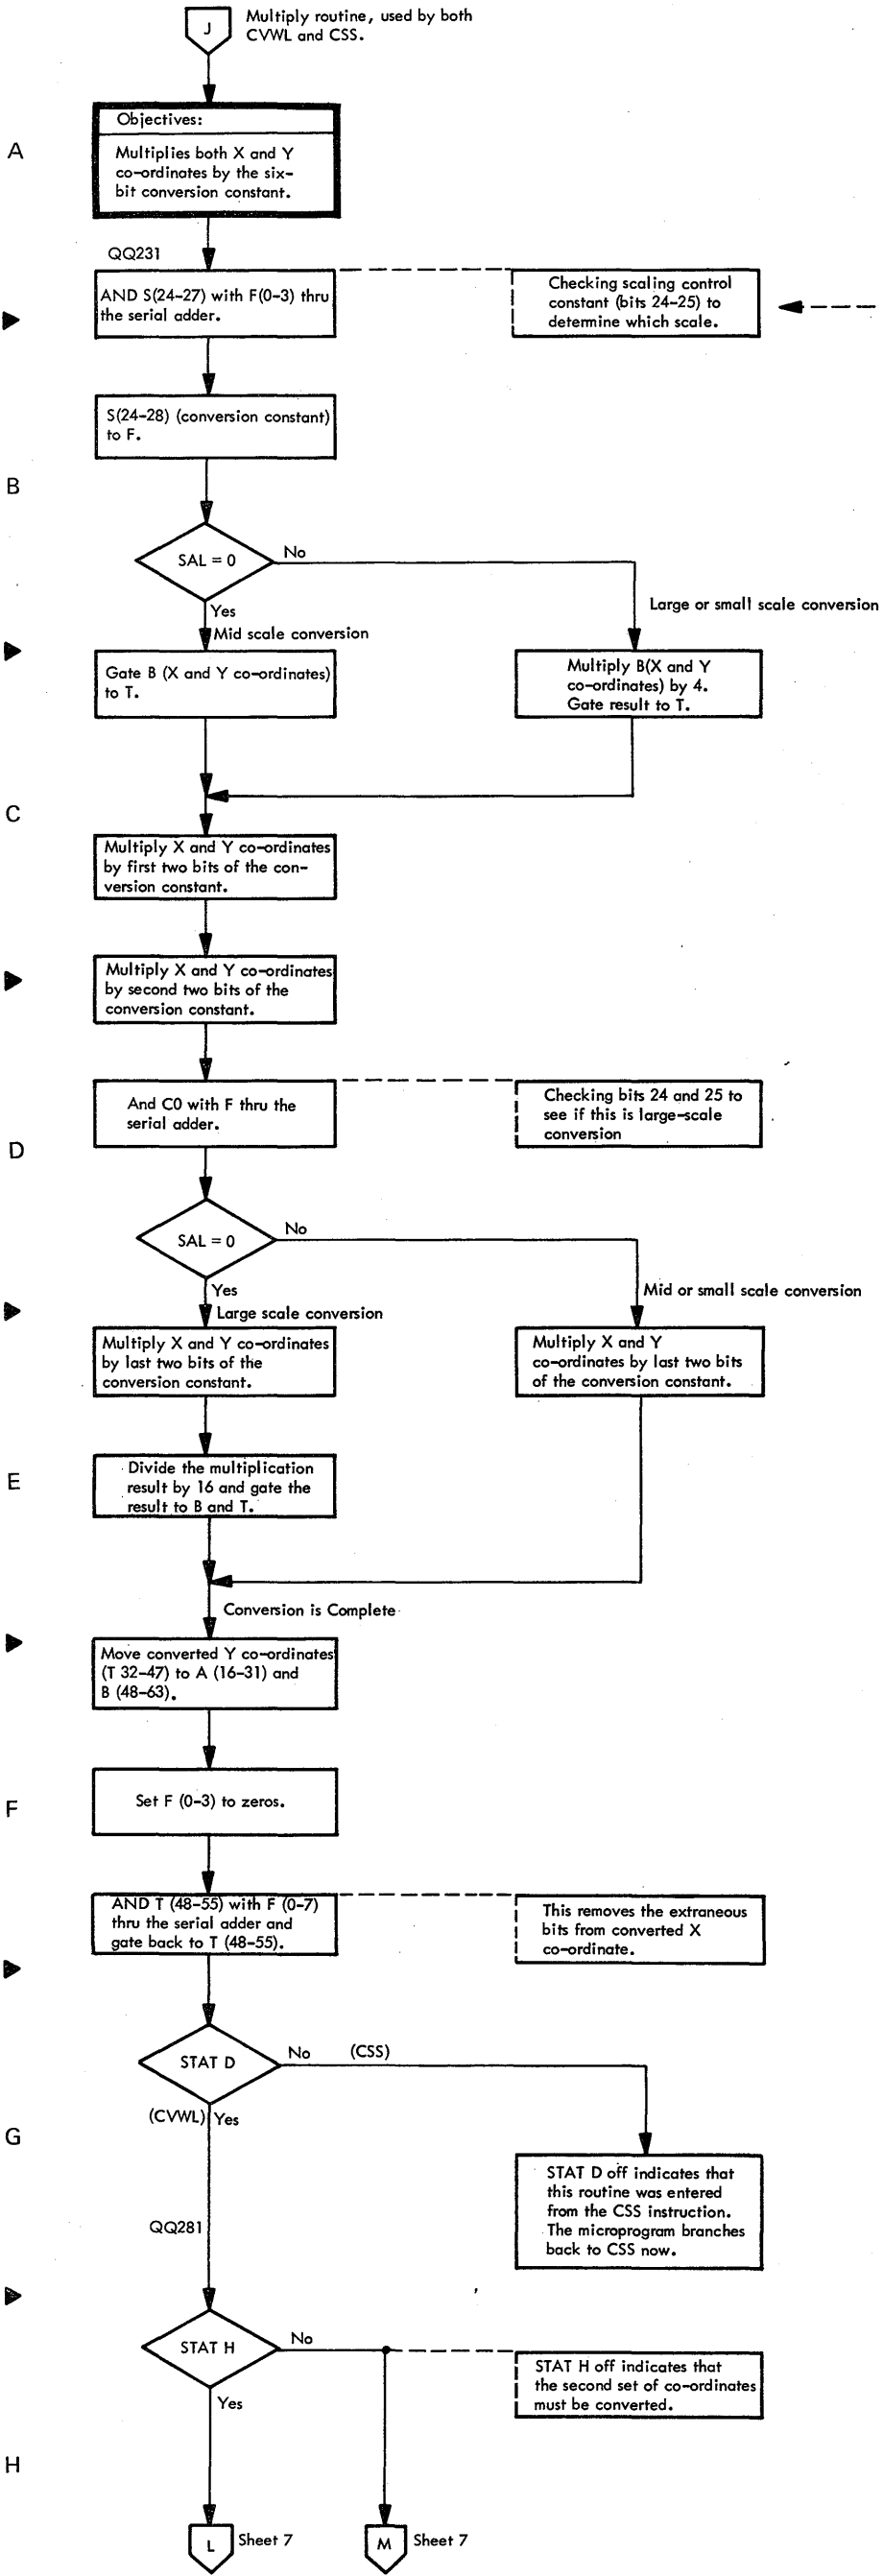 J
Multiply routine, used by both
CVWL and CSS.
Objectives:
A
Multiplies both X and Y
co-ordinates by the six-
bit conversion constant.
QQ231
AND S(24-27) with F(0-3) thru
the serial adder.
Checking scaling control
constant (bits 24-25) to
determine which scale.
S(24-28) (conversion constant)
to F.
B
SAL = 0
No
Yes
Large or small scale conversion
Mid scale conversion
Gate B (X and Y co-ordinates)
to T.
Multiply B(X and Y
co-ordinates) by 4.
Gate result to T.
C
Multiply X and Y co-ordinates
by first two bits of the con-
version constant.
Multiply X and Y co-ordinates
by second two bits of the
conversion constant.
And C0 with F thru the
serial adder.
Checking bits 24 and 25 to
see if this is large-scale
conversion
D
SAL = 0
No
Yes
Mid or small scale conversion
Large scale conversion
Multiply X and Y co-ordinates
by last two bits of the
conversion constant.
Multiply X and Y
co-ordinates by last two bits
of the conversion constant.
E
Divide the multiplication
result by 16 and gate the
result to B and T.
Conversion is Complete
Move converted Y co-ordinates
(T 32-47) to A (16-31) and
B (48-63).
F
Set F (0-3) to zeros.
AND T (48-55) with F (0-7)
thru the serial adder and
gate back to T (48-55).
This removes the extraneous
bits from converted X
co-ordinate.
STAT D
No
(CSS)
(CVWL)
Yes
G
STAT D off indicates that
this routine was entered
from the CSS instruction.
The microprogram branches
back to CSS now.
QQ281
STAT H
No
Yes
STAT H off indicates that
the second set of co-ordinates
must be converted.
H
L
Sheet 7
M
Sheet 7